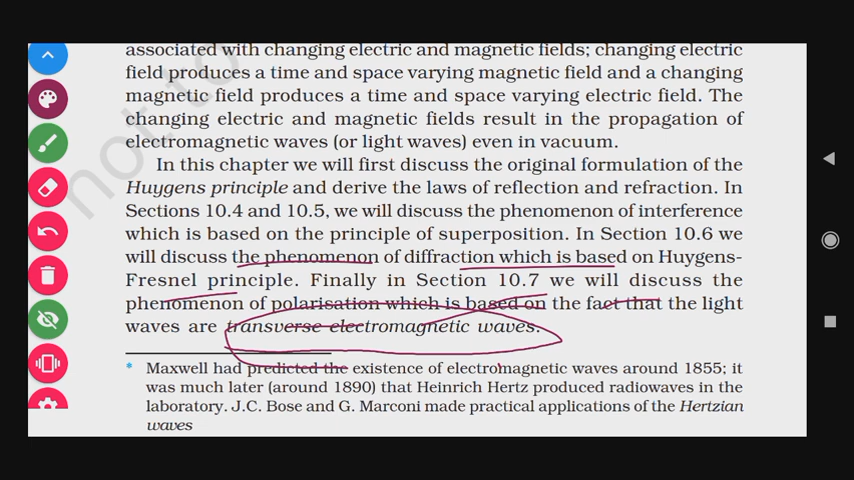 associated with changing electric and magnetic fields; changing electric
field produces a time and space varying magnetic field and a changing
magnetic field produces a time and space varying electric field. The
changing electric and magnetic fields result in the propagation of
electromagnetic waves (or light waves) even in vacuum.
In this chapter we will first discuss the original formulation of the
Huygens principle and derive the laws of reflection and refraction. In
Sections 10.4 and 10.5, we will discuss the phenomenon of interference
which is based on the principle of superposition. In Section 10.6 we
will discuss the phenomenon of diffraction which is based on Huygens-
Fresnel principle. Finally in Section 10.7 we will discuss the
phenomenon of polarisation which is based on the fact that the light
waves are transverse electromagnetic waves.
* Maxwell had predicted the existence of electromagnetic waves around 1855; it
was much later (around 1890) that Heinrich Hertz produced radiowaves in the
laboratory. J.C. Bose and G. Marconi made practical applications of the Hertzian
waves
not to